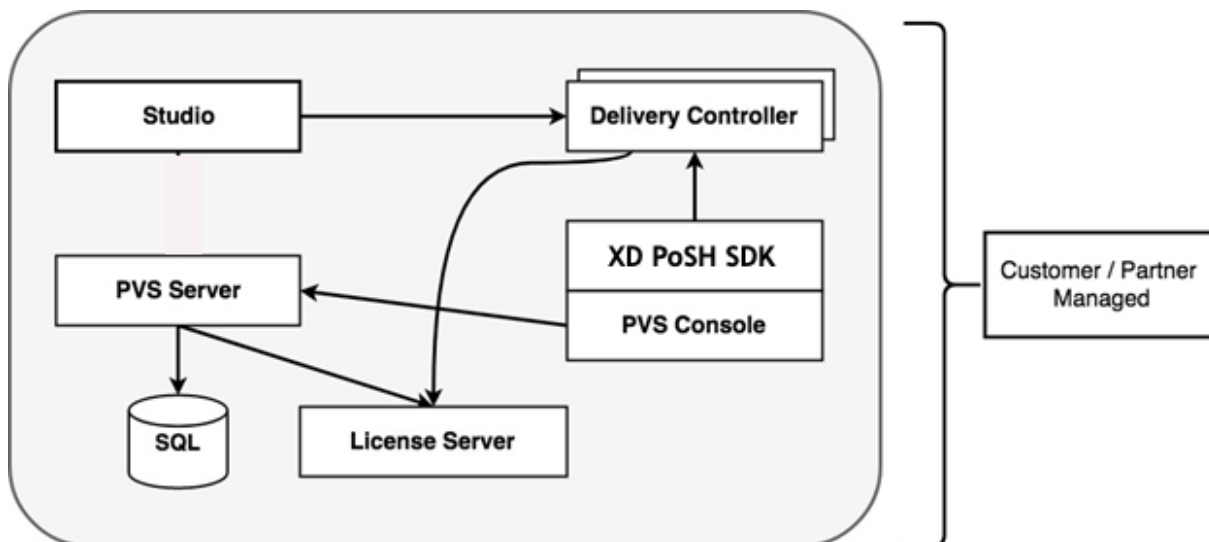 Studio
Delivery Controller
XD PoSH SDK
PVS Server
PVS Console
Customer / Partner
Managed
SQL
License Server